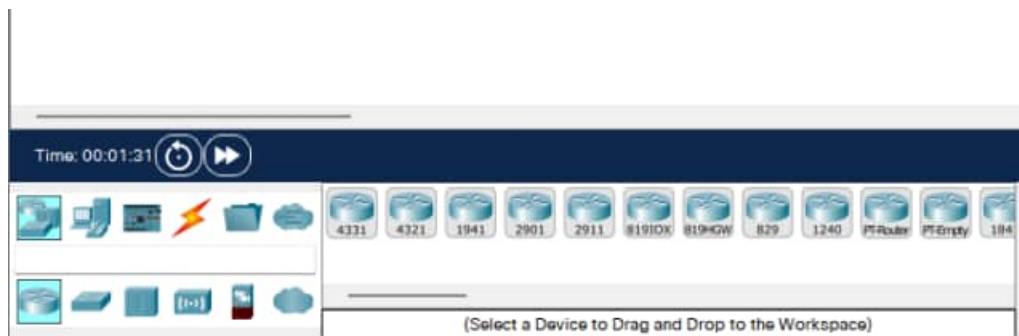 Time: 00:01:31
4331 4321 1941 2901 2911 819IOX 819HGW 829 1240 PT-Router PT-Empty 184
(Select a Device to Drag and Drop to the Workspace)